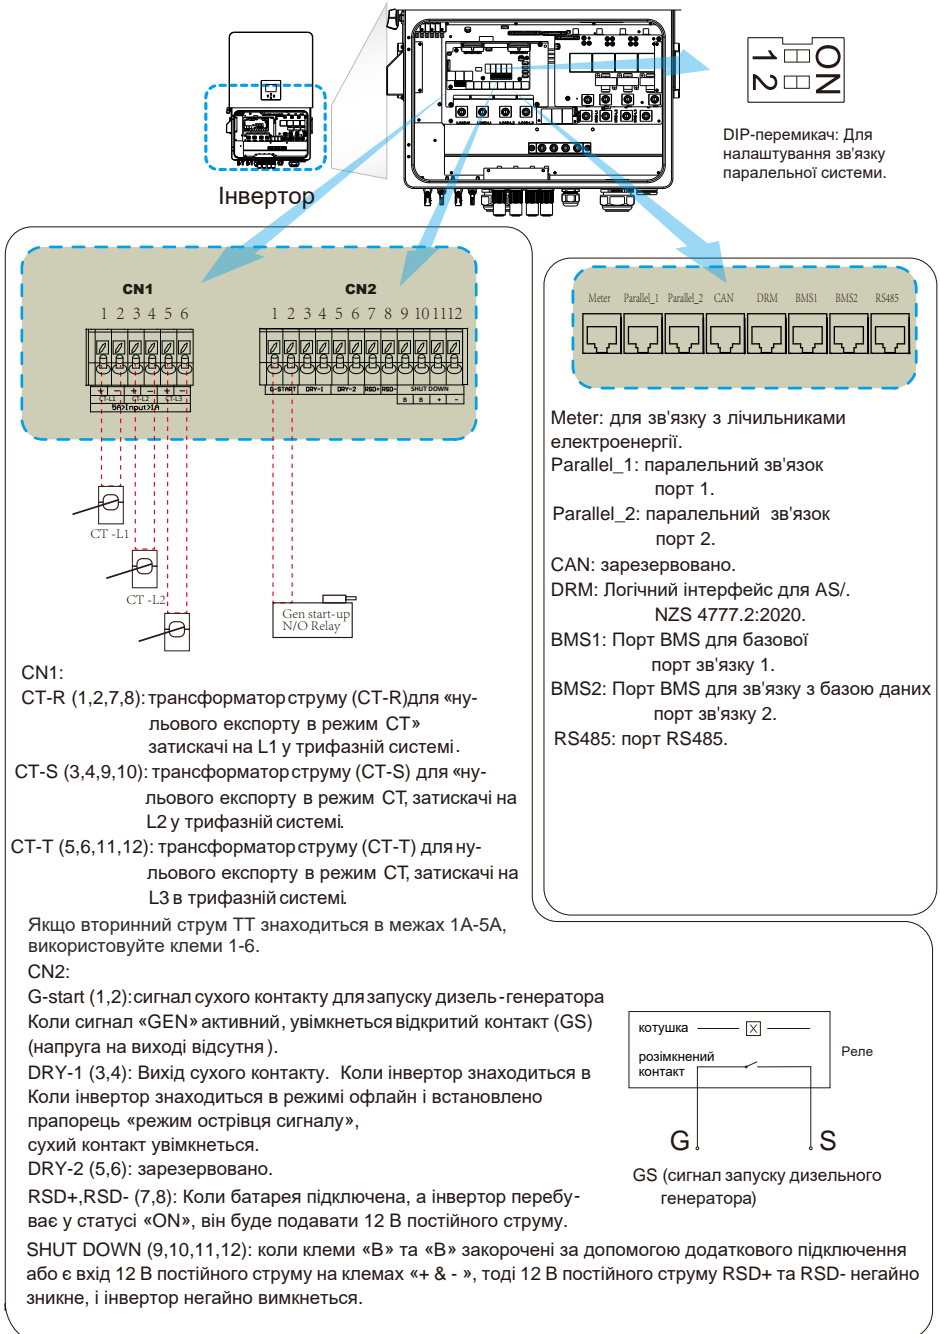 ON
1 2
DIP-перемикач: Для
налаштування зв'язку
паралельної системи.
Інвертор
CN1
1 2 3 4 5 6
+ − + − + −
CT-L1 CT-L2 CT-L3
5A>Input>1A
CN2
1 2 3 4 5 6 7 8 9 10 11 12
G-START DRY-1 DRY-2 RSD+ RSD- SHUT DOWN
B B + −
CT -L1
CT -L2
Gen start-up
N/O Relay
Meter Parallel_1 Parallel_2 CAN DRM BMS1 BMS2 RS485
Meter: для зв'язку з лічильниками
електроенергії.
Parallel_1: паралельний зв'язок
порт 1.
Parallel_2: паралельний зв'язок
порт 2.
CAN: зарезервовано.
DRM: Логічний інтерфейс для AS/.
NZS 4777.2:2020.
BMS1: Порт BMS для базової
порт зв'язку 1.
BMS2: Порт BMS для зв'язку з базою даних
порт зв'язку 2.
RS485: порт RS485.
CN1:
CT-R (1,2,7,8): трансформатор струму (CT-R)для «ну-
льового експорту в режим CT»
затискачі на L1 у трифазній системі.
CT-S (3,4,9,10): трансформатор струму (CT-S) для «ну-
льового експорту в режим CT, затискачі на
L2 у трифазній системі.
CT-T (5,6,11,12): трансформатор струму (CT-T) для ну-
льового експорту в режим CT, затискачі на
L3 в трифазній системі.
Якщо вторинний струм ТТ знаходиться в межах 1А-5А,
використовуйте клеми 1-6.
CN2:
G-start (1,2):сигнал сухого контакту для запуску дизель-генератора
Коли сигнал «GEN» активний, увімкнеться відкритий контакт (GS)
(напруга на виході відсутня).
DRY-1 (3,4): Вихід сухого контакту. Коли інвертор знаходиться в
Коли інвертор знаходиться в режимі офлайн і встановлено
прапорець «режим острівця сигналу»,
сухий контакт увімкнеться.
DRY-2 (5,6): зарезервовано.
RSD+,RSD- (7,8): Коли батарея підключена, а інвертор перебу-
ває у статусі «ON», він буде подавати 12 В постійного струму.
SHUT DOWN (9,10,11,12): коли клеми «B» та «B» закорочені за допомогою додаткового підключення
або є вхід 12 В постійного струму на клемах «+ & - », тоді 12 В постійного струму RSD+ та RSD- негайно
зникне, і інвертор негайно вимкнеться.
котушка
X
розімкнений
контакт
Реле
G S
GS (сигнал запуску дизельного
генератора)